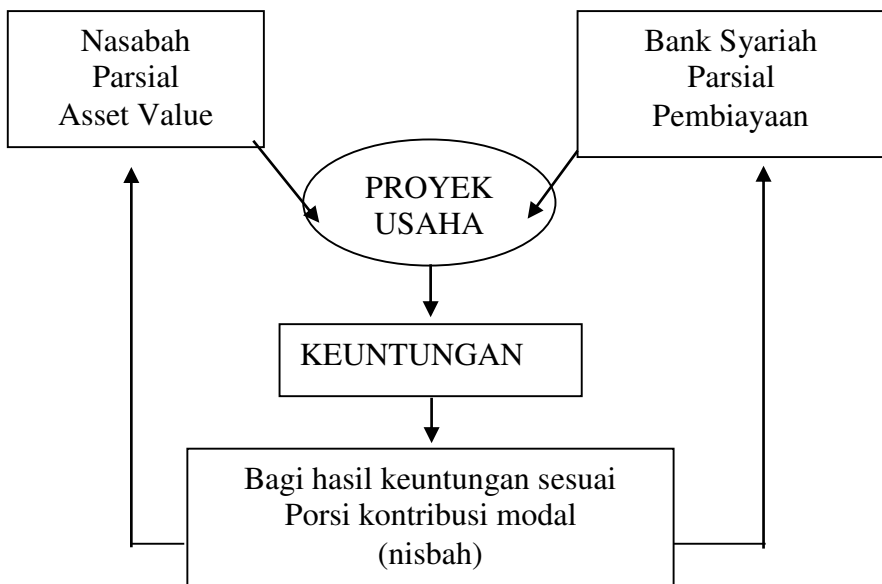 Nasabah
Parsial
Asset Value
Bank Syariah
Parsial
Pembiayaan
PROYEK
USAHA
KEUNTUNGAN
Bagi hasil keuntungan sesuai
Porsi kontribusi modal
(nisbah)